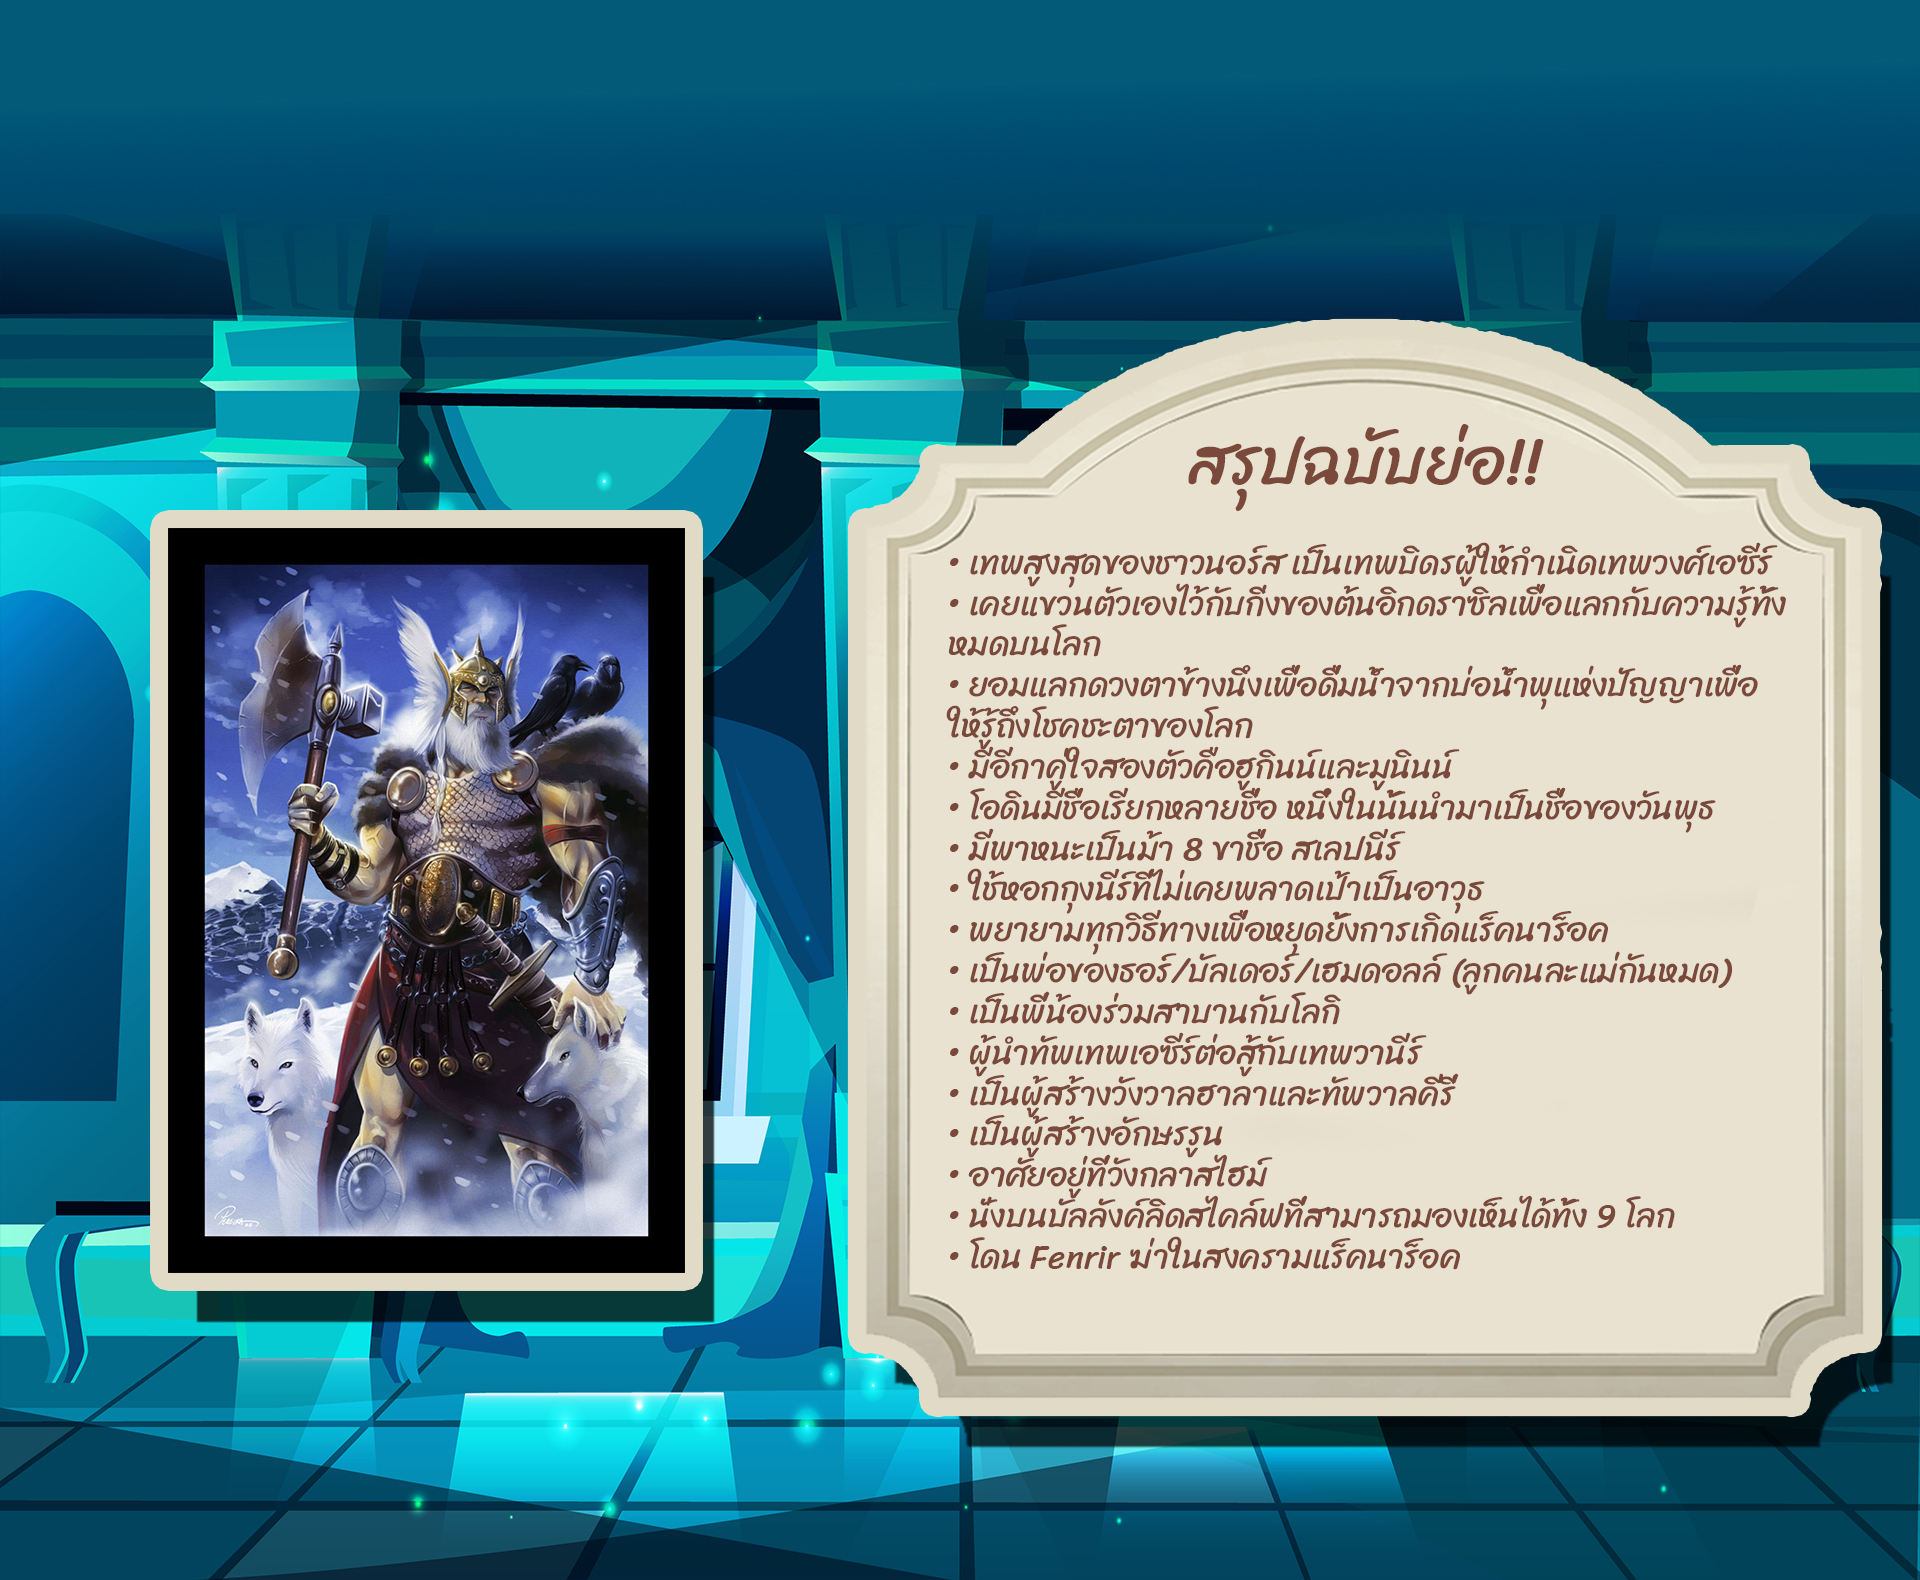 สรุปฉบับย่อ!!
• เทพสูงสุดของชาวนอร์ส เป็นเทพบิดรผู้ให้กำเนิดเทพวงศ์เอซีร์
• เคยแขวนตัวเองไว้กับกิ่งของต้นอิกดราซิลเพื่อแลกกับความรู้ทั้ง
หมดบนโลก
• ยอมแลกดวงตาข้างนึงเพื่อดื่มน้ำจากบ่อน้ำพุแห่งปัญญาเพื่อ
ให้รู้ถึงโชคชะตาของโลก
• มีอีกาคู่ใจสองตัวคือฮูกินน์และมูนินน์
• โอดินมีชื่อเรียกหลายชื่อ หนึ่งในนั้นนำมาเป็นชื่อของวันพุธ
• มีพาหนะเป็นม้า 8 ขาชื่อ สเลปนีร์
• ใช้หอกกุงนีร์ที่ไม่เคยพลาดเป้าเป็นอาวุธ
• พยายามทุกวิธีทางเพื่อหยุดยั้งการเกิดแร็คนาร็อค
• เป็นพ่อของธอร์/บัลเดอร์/เฮมดอลล์ (ลูกคนละแม่กันหมด)
• เป็นพี่น้องร่วมสาบานกับโลกิ
• ผู้นำทัพเทพเอซีร์ต่อสู้กับเทพวานีร์
• เป็นผู้สร้างวังวาลฮาลาและทัพวาลคีรี่
• เป็นผู้สร้างอักษรรูน
• อาศัยอยู่ที่วังกลาสไฮม์
• นั่งบนบัลลังค์ลิดสไคล์ฟที่สามารถมองเห็นได้ทั้ง 9 โลก
• โดน Fenrir ฆ่าในสงครามแร็คนาร็อค